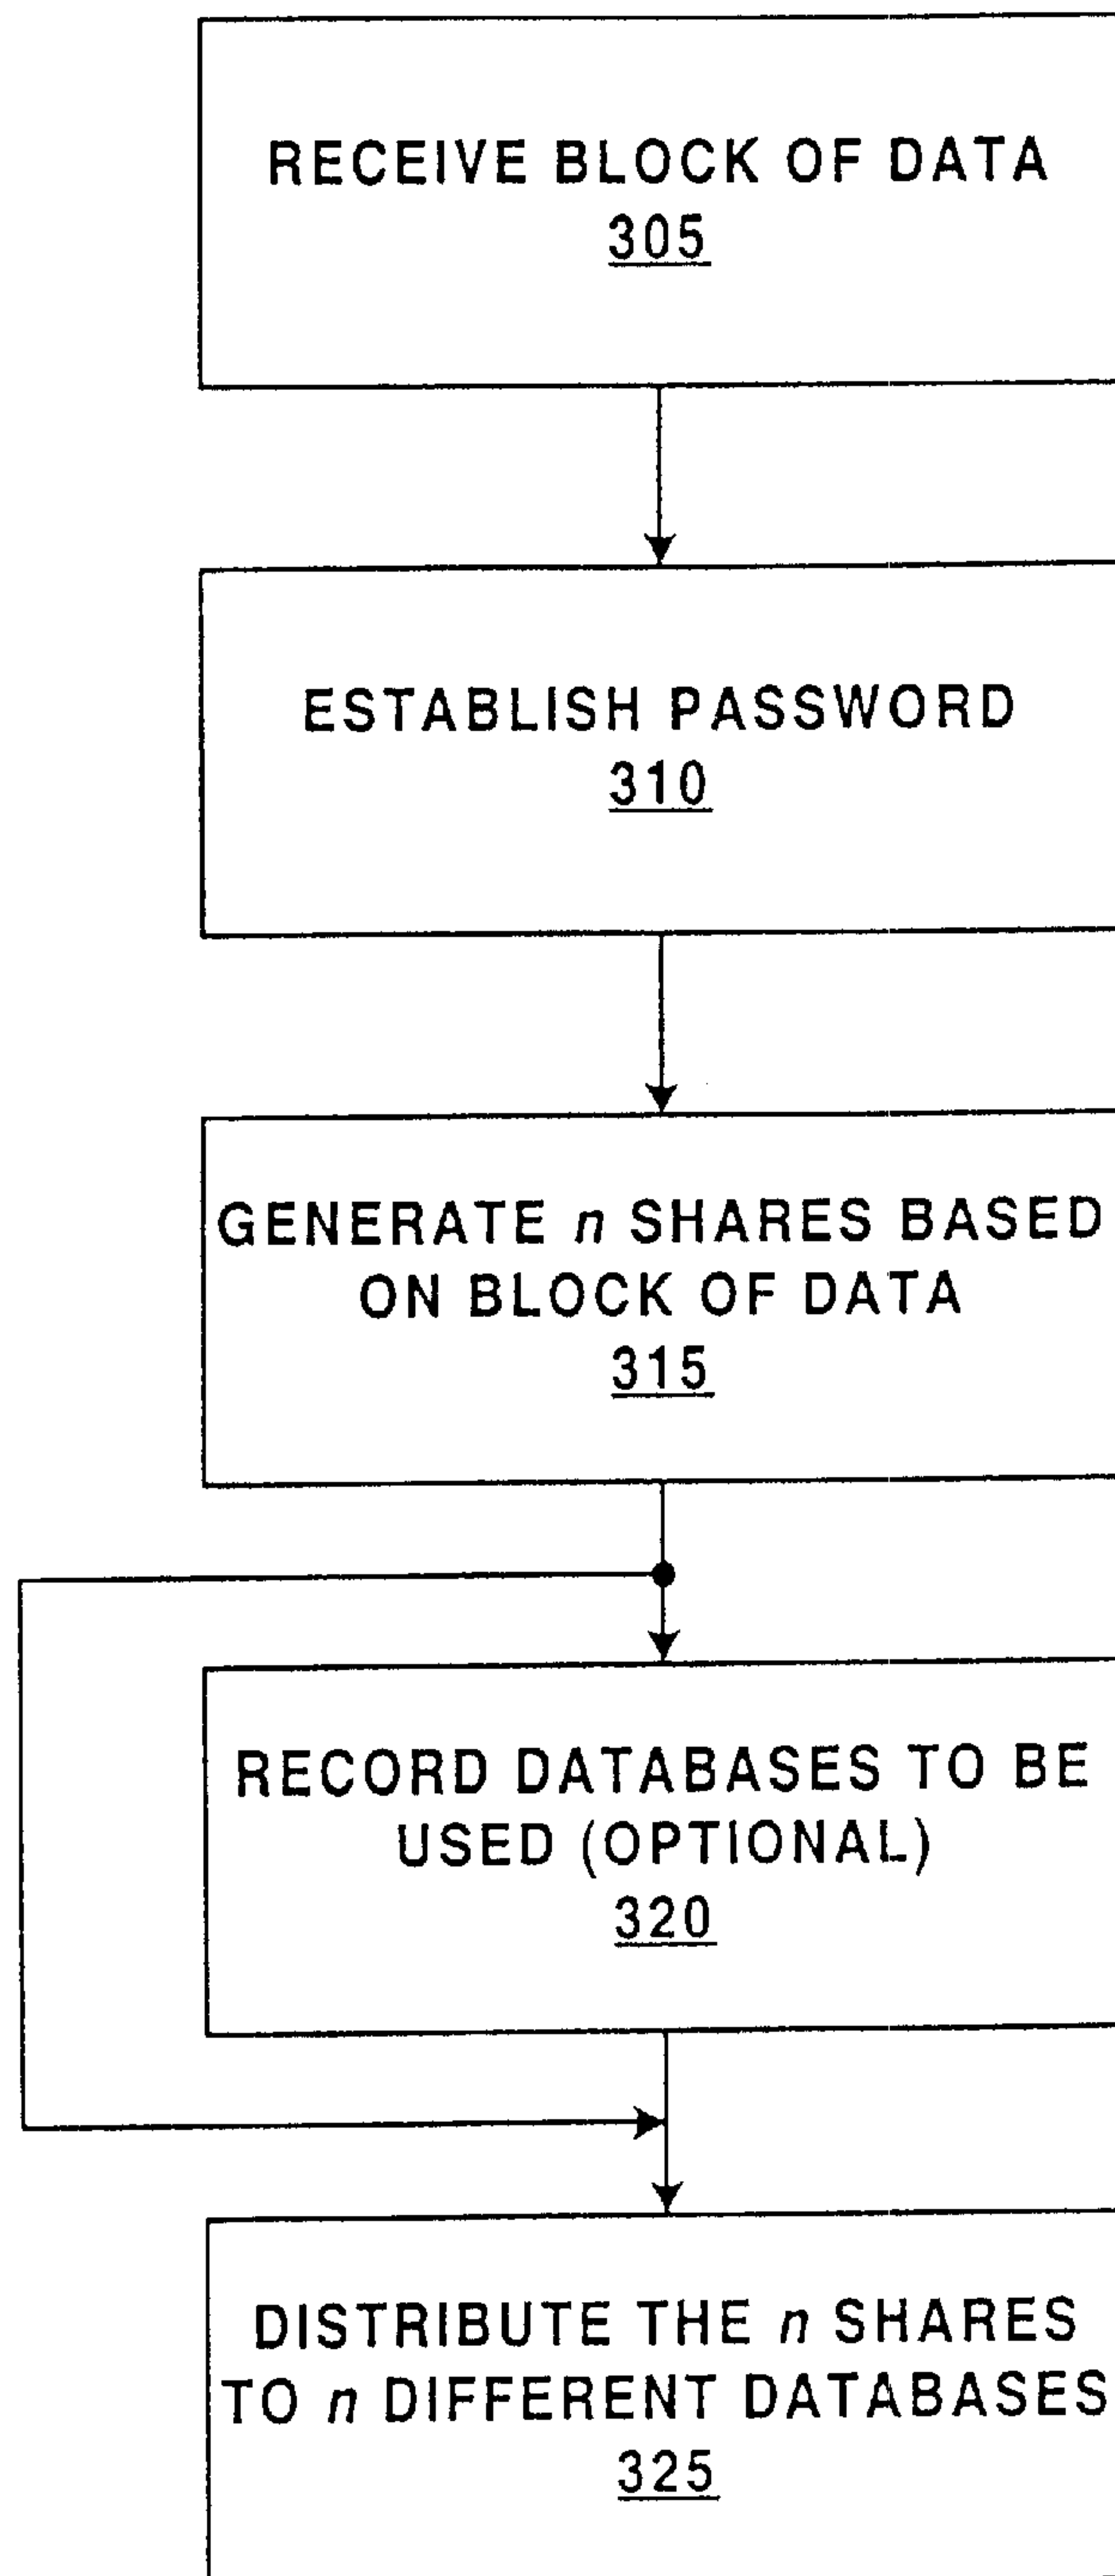 RECEIVE BLOCK OF DATA
305
ESTABLISH PASSWORD
310
GENERATE n SHARES BASED
ON BLOCK OF DATA
315
RECORD DATABASES TO BE
USED (OPTIONAL)
320
DISTRIBUTE THE n SHARES
TO n DIFFERENT DATABASES
325